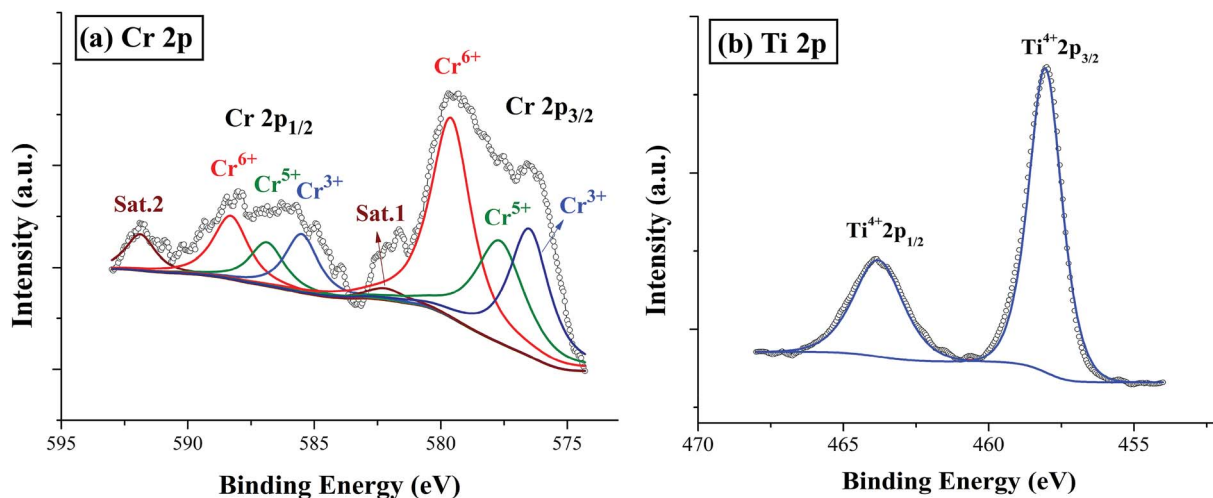 (a) Cr 2p
Cr⁶⁺
Cr 2p₃/₂
Cr 2p₁/₂
Cr⁶⁺
Cr⁵⁺
Cr³⁺
Sat.2
Sat.1
Cr⁵⁺
Cr³⁺
Intensity (a.u.)
595
590
585
580
575
Binding Energy (eV)
(b) Ti 2p
Ti⁴⁺2p₃/₂
Ti⁴⁺2p₁/₂
Intensity (a.u.)
470
465
460
455
Binding Energy (eV)